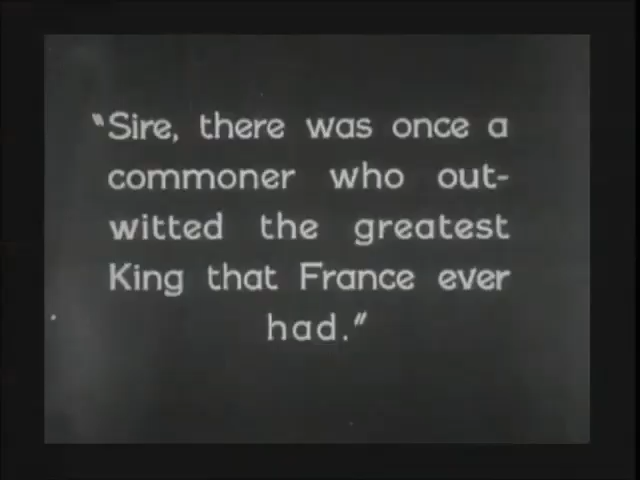 "Sire, there was once a
commoner who out-
witted the greatest
King that France ever
had."